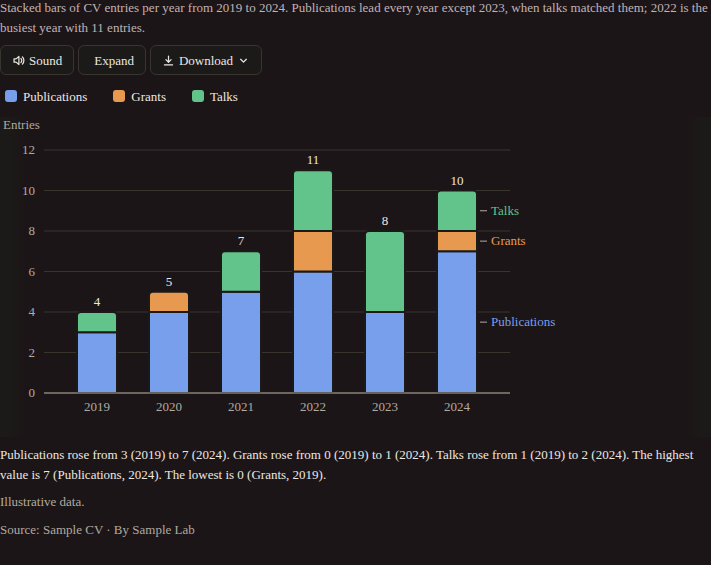 Stacked bars of CV entries per year from 2019 to 2024. Publications lead every year except 2023, when talks matched them; 2022 is the
busiest year with 11 entries.
Sound Expand Download
Publications Grants Talks
Entries
12
11
10
10
Talks
8
8
7
Grants
6
5
4
4
Publications
2
0
2019 2020 2021 2022 2023 2024
Publications rose from 3 (2019) to 7 (2024). Grants rose from 0 (2019) to 1 (2024). Talks rose from 1 (2019) to 2 (2024). The highest
value is 7 (Publications, 2024). The lowest is 0 (Grants, 2019).
Illustrative data.
Source: Sample CV · By Sample Lab